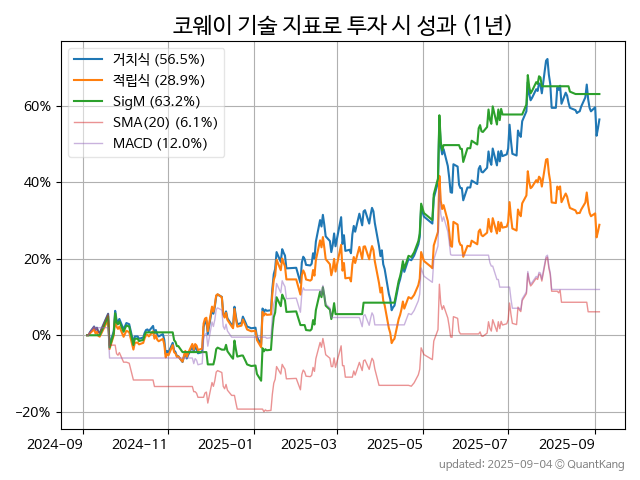 코웨이 기술 지표로 투자 시 성과 (1년)
거치식 (56.5%)
적립식 (28.9%)
SigM (63.2%)
SMA(20) (6.1%)
MACD (12.0%)
60%
40%
20%
0%
−20%
2024-09 2024-11 2025-01 2025-03 2025-05 2025-07 2025-09
updated: 2025-09-04 © QuantKang